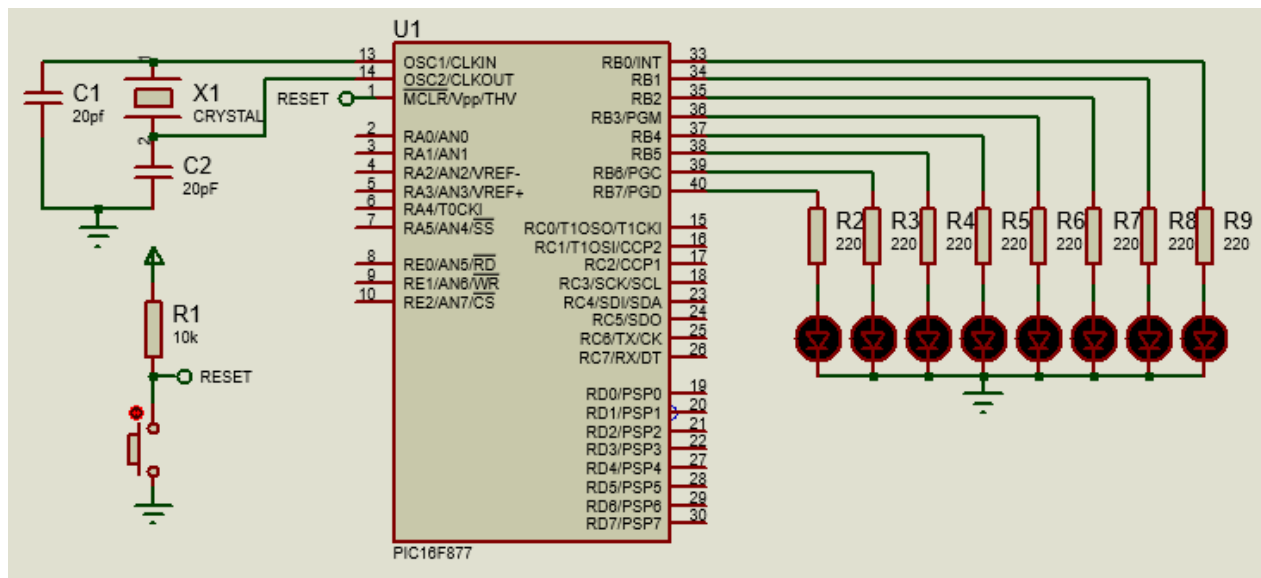 U1
C1
20pf
X1
CRYSTAL
1
2
C2
20pF
RESET
R1
10k
RESET
13 OSC1/CLKIN
14 OSC2/CLKOUT
1 MCLR/Vpp/THV
2 RA0/AN0
3 RA1/AN1
4 RA2/AN2/VREF-
5 RA3/AN3/VREF+
6 RA4/T0CKI
7 RA5/AN4/SS
8 RE0/AN5/RD
9 RE1/AN6/WR
10 RE2/AN7/CS
RB0/INT 33
RB1 34
RB2 35
RB3/PGM 36
RB4 37
RB5 38
RB6/PGC 39
RB7/PGD 40
RC0/T1OSO/T1CKI 15
RC1/T1OSI/CCP2 16
RC2/CCP1 17
RC3/SCK/SCL 18
RC4/SDI/SDA 23
RC5/SDO 24
RC6/TX/CK 25
RC7/RX/DT 26
RD0/PSP0 19
RD1/PSP1 20
RD2/PSP2 21
RD3/PSP3 22
RD4/PSP4 27
RD5/PSP5 28
RD6/PSP6 29
RD7/PSP7 30
PIC16F877
R2 R3 R4 R5 R6 R7 R8 R9
220 220 220 220 220 220 220 220